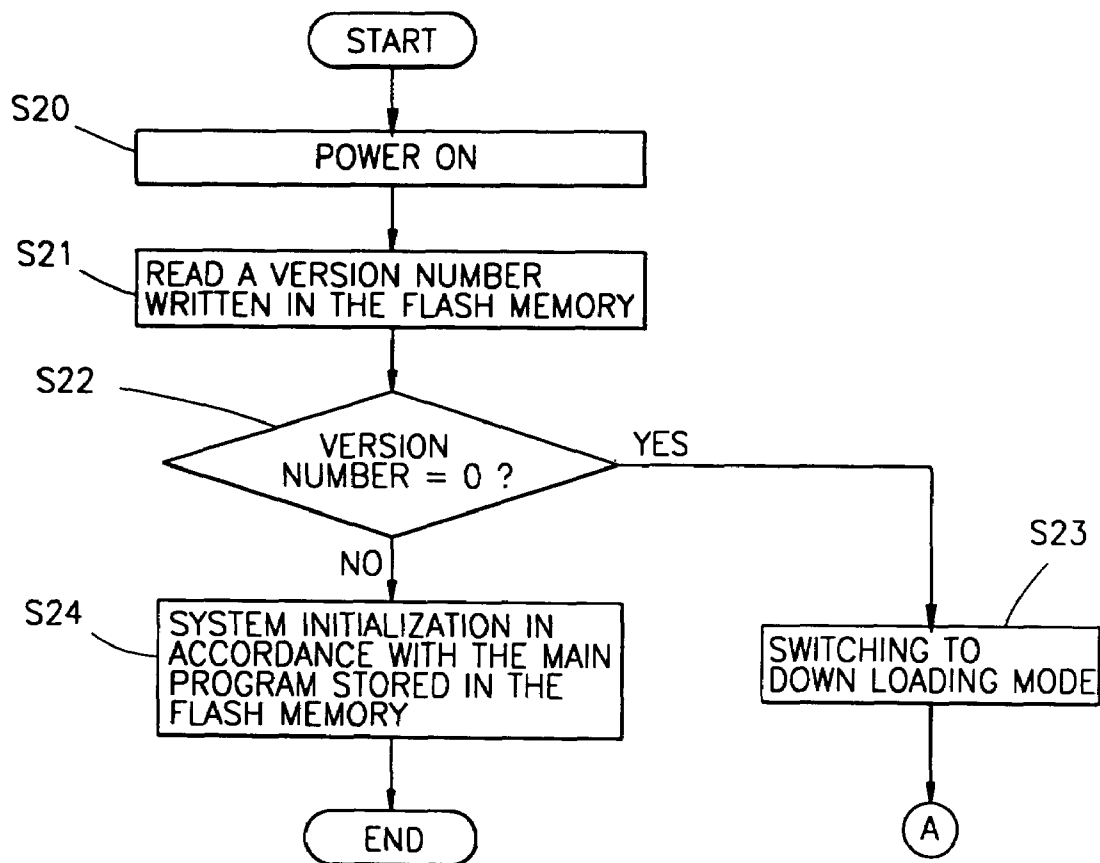 START
S20
POWER ON
S21
READ A VERSION NUMBER
WRITTEN IN THE FLASH MEMORY
S22
VERSION
NUMBER = 0 ?
YES
NO
S23
S24
SYSTEM INITIALIZATION IN
ACCORDANCE WITH THE MAIN
PROGRAM STORED IN THE
FLASH MEMORY
SWITCHING TO
DOWN LOADING MODE
END
A